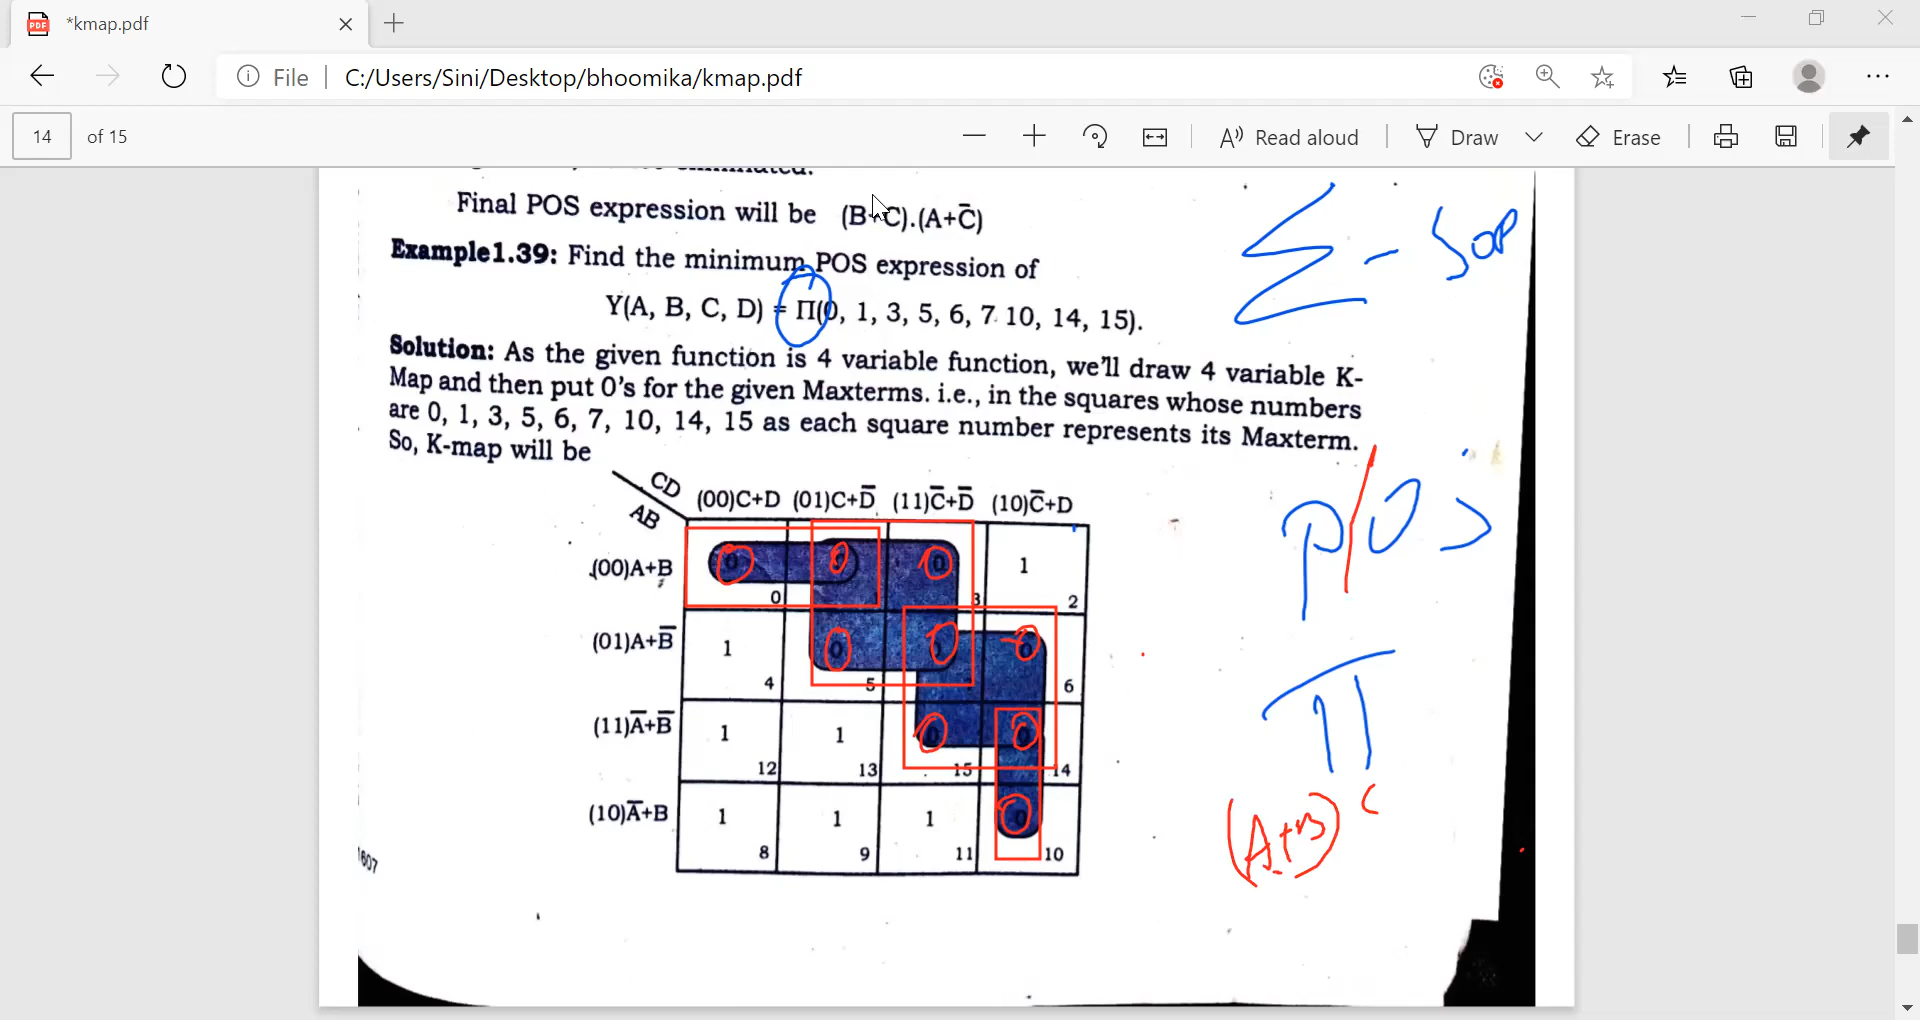 *kmap.pdf
File C:/Users/Sini/Desktop/bhoomika/kmap.pdf
14 of 15 Read aloud Draw Erase
Final POS expression will be (B+C).(A+C̅)
Example1.39: Find the minimum POS expression of
Y(A, B, C, D) = Π(0, 1, 3, 5, 6, 7 10, 14, 15).
Solution: As the given function is 4 variable function, we'll draw 4 variable K-
Map and then put 0's for the given Maxterms. i.e., in the squares whose numbers
are 0, 1, 3, 5, 6, 7, 10, 14, 15 as each square number represents its Maxterm.
So, K-map will be
CD
AB
(00)C+D (01)C+D̅ (11)C̅+D̅ (10)C̅+D
(00)A+B 0 0 0 1
0 3 2
(01)A+B̅ 1 0 0 0
4 5 6
(11)A̅+B̅ 1 1 0 0
12 13 15 14
(10)A̅+B 1 1 1 0
8 9 11 10
607
Σ - SOP
P/OS
Π
(A+B) (